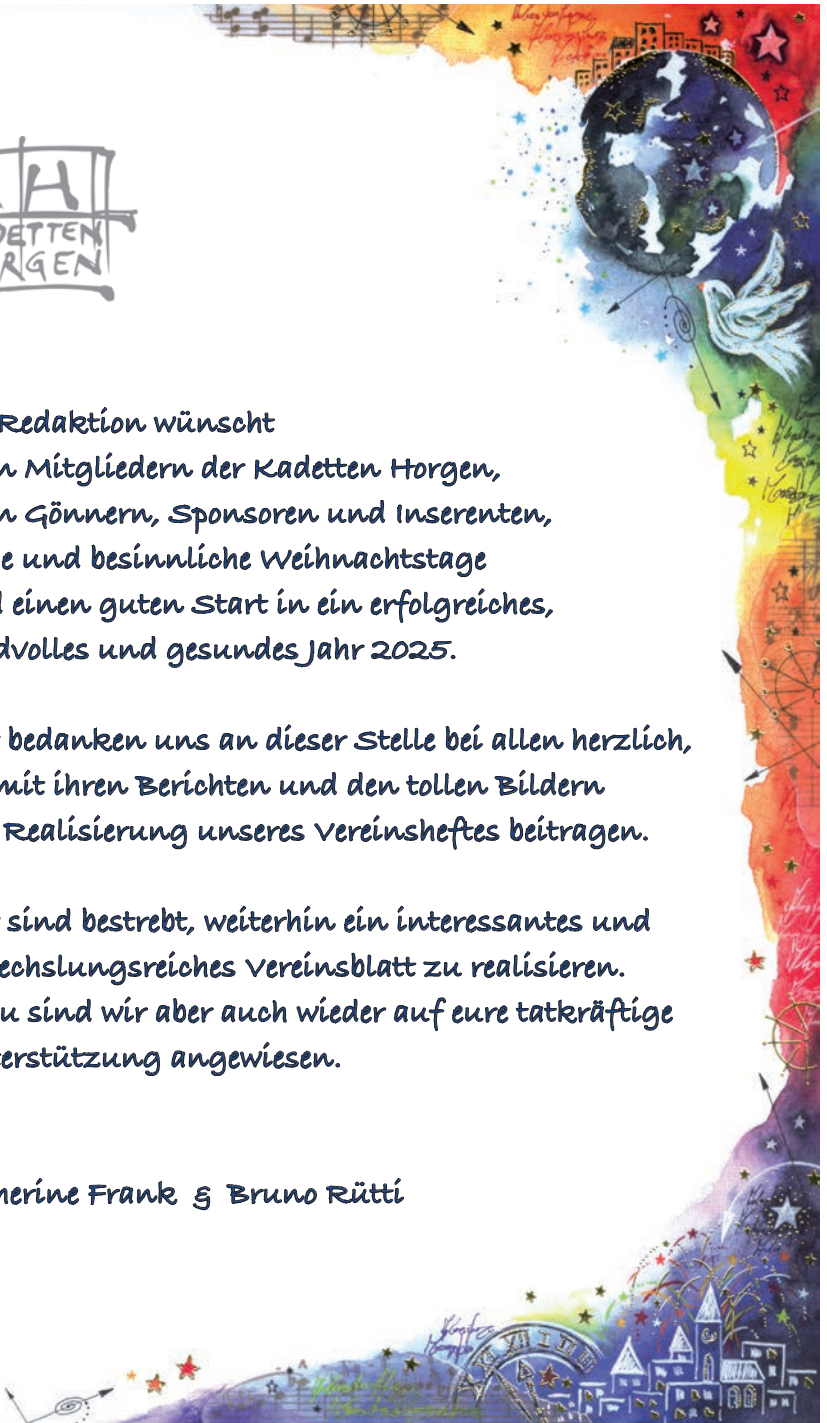 H
DETTEN
RGEN
Redaktion wünscht
n Mitgliedern der Kadetten Horgen,
n Gönnern, Sponsoren und Inserenten,
e und besinnliche Weihnachtstage
d einen guten Start in ein erfolgreiches,
dvolles und gesundes Jahr 2025.
r bedanken uns an dieser Stelle bei allen herzlich,
mit ihren Berichten und den tollen Bildern
Realisierung unseres Vereinsheftes beitragen.
r sind bestrebt, weiterhin ein interessantes und
echslungsreiches Vereinsblatt zu realisieren.
u sind wir aber auch wieder auf eure tatkräftige
terstützung angewiesen.
herine Frank & Bruno Rütti